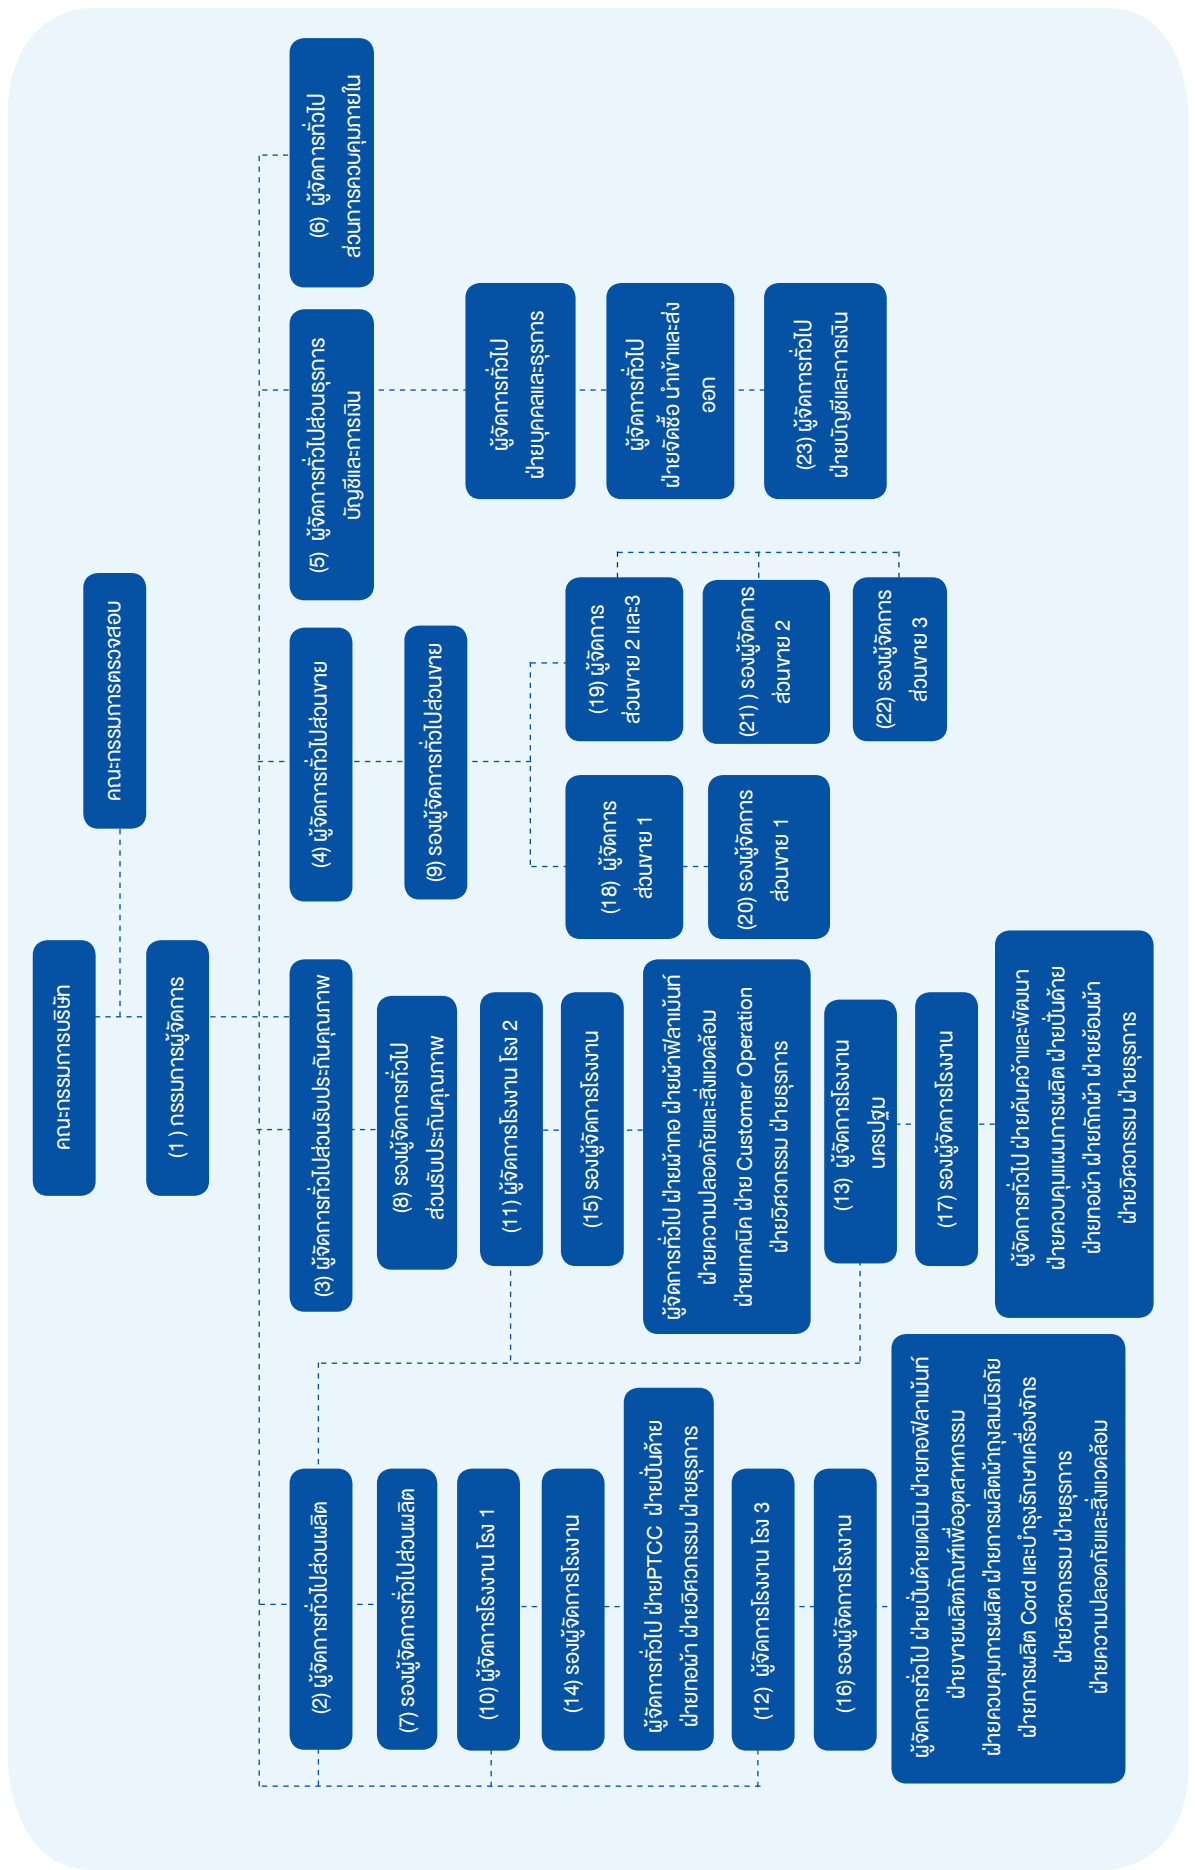 คณะกรรมการบริษัท
คณะกรรมการตรวจสอบ
(1 ) กรรมการผู้จัดการ
(2) ผู้จัดการทั่วไปส่วนผลิต
(3) ผู้จัดการทั่วไปส่วนรับประกันคุณภาพ
(4) ผู้จัดการทั่วไปส่วนขาย
(5) ผู้จัดการทั่วไปส่วนธุรการ
บัญชีและการเงิน
(6) ผู้จัดการทั่วไป
ส่วนการควบคุมภายใน
(7) รองผู้จัดการทั่วไปส่วนผลิต
(8) รองผู้จัดการทั่วไป
ส่วนรับประกันคุณภาพ
(9) รองผู้จัดการทั่วไปส่วนขาย
ผู้จัดการทั่วไป
ฝ่ายบุคคลและธุรการ
(10) ผู้จัดการโรงงาน โรง 1
(11) ผู้จัดการโรงงาน โรง 2
(18) ผู้จัดการ
ส่วนขาย 1
(19) ผู้จัดการ
ส่วนขาย 2 และ3
ผู้จัดการทั่วไป
ฝ่ายจัดซื้อ นำเข้าและส่ง
ออก
(14) รองผู้จัดการโรงงาน
(15) รองผู้จัดการโรงงาน
(20) รองผู้จัดการ
ส่วนขาย 1
(21) ) รองผู้จัดการ
ส่วนขาย 2
(23) ผู้จัดการทั่วไป
ฝ่ายบัญชีและการเงิน
ผู้จัดการทั่วไป ฝ่ายPTCC ฝ่ายปั่นด้าย
ฝ่ายทอผ้า ฝ่ายวิศวกรรม ฝ่ายธุรการ
ผู้จัดการทั่วไป ฝ่ายผ้าทอ ฝ่ายผ้าฟิลาเม้นท์
ฝ่ายความปลอดภัยและสิ่งแวดล้อม
ฝ่ายเทคนิค ฝ่าย Customer Operation
ฝ่ายวิศวกรรม ฝ่ายธุรการ
(22) รองผู้จัดการ
ส่วนขาย 3
(12) ผู้จัดการโรงงาน โรง 3
(13) ผู้จัดการโรงงาน
นครปฐม
(16) รองผู้จัดการโรงงาน
(17) รองผู้จัดการโรงงาน
ผู้จัดการทั่วไป ฝ่ายปั่นด้ายเดนิม ฝ่ายทอฟิลาเม้นท์
ฝ่ายขายผลิตภัณฑ์เพื่ออุตสาหกรรม
ฝ่ายควบคุมการผลิต ฝ่ายการผลิตผ้าถุงลมนิรภัย
ฝ่ายการผลิต Cord และบำรุงรักษาเครื่องจักร
ฝ่ายวิศวกรรม ฝ่ายธุรการ
ฝ่ายความปลอดภัยและสิ่งแวดล้อม
ผู้จัดการทั่วไป ฝ่ายค้นคว้าและพัฒนา
ฝ่ายควบคุมแผนการผลิต ฝ่ายปั่นด้าย
ฝ่ายทอผ้า ฝ่ายถักผ้า ฝ่ายย้อมผ้า
ฝ่ายวิศวกรรม ฝ่ายธุรการ